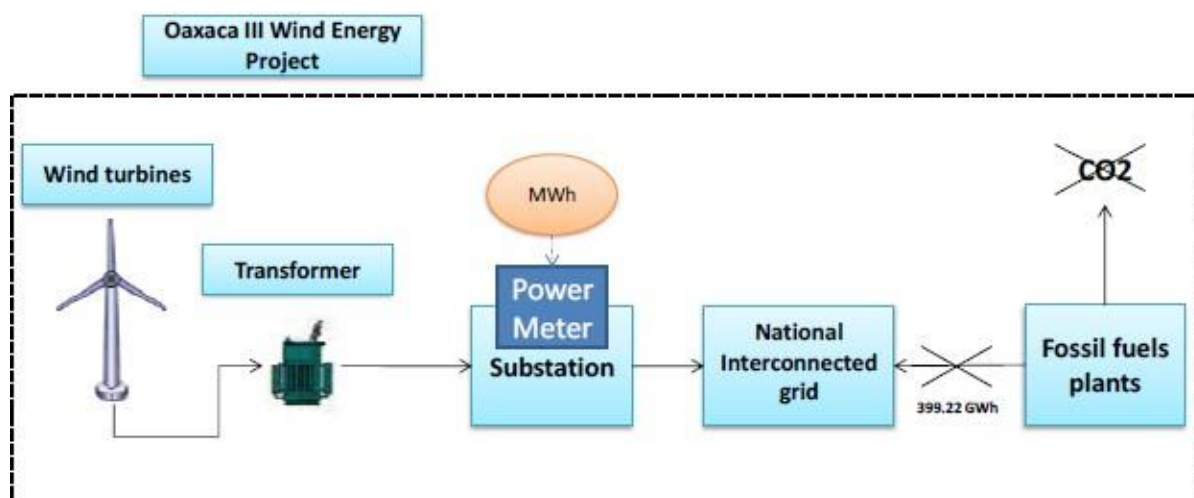 Oaxaca III Wind Energy
Project
Wind turbines
MWh
CO2
Transformer
Power
Meter
Substation
National
Interconnected
grid
Fossil fuels
plants
399.22 GWh